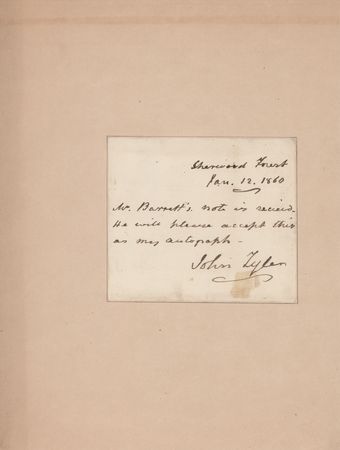 Sherwood Forest
Jan. 12. 1860
Mr. Barrett's note is recievd.
He will please accept this
as my autograph -
John Tyler